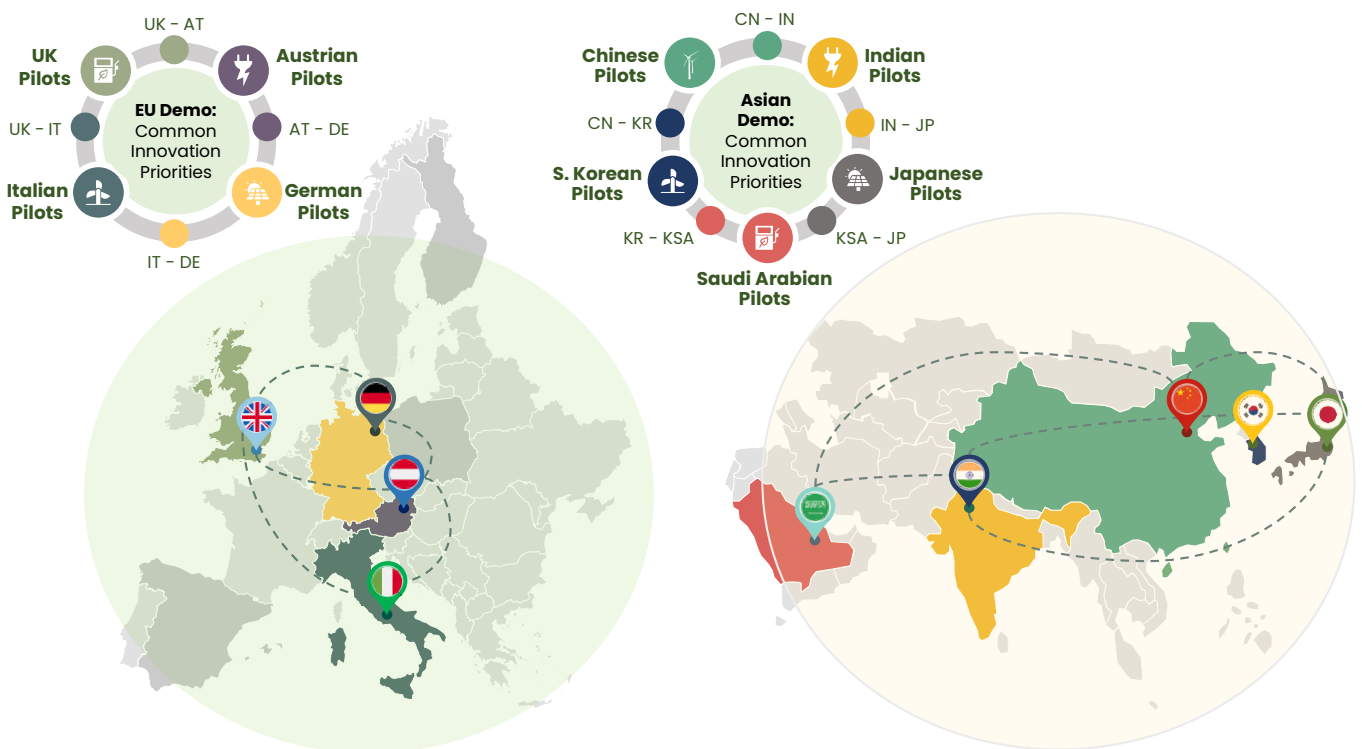 UK - AT
UK
Pilots
Austrian
Pilots
EU Demo:
Common
Innovation
Priorities
UK - IT
AT - DE
Italian
Pilots
German
Pilots
IT - DE
CN - IN
Chinese
Pilots
Indian
Pilots
Asian
Demo:
Common
Innovation
Priorities
CN - KR
IN - JP
S. Korean
Pilots
Japanese
Pilots
KR - KSA
KSA - JP
Saudi Arabian
Pilots